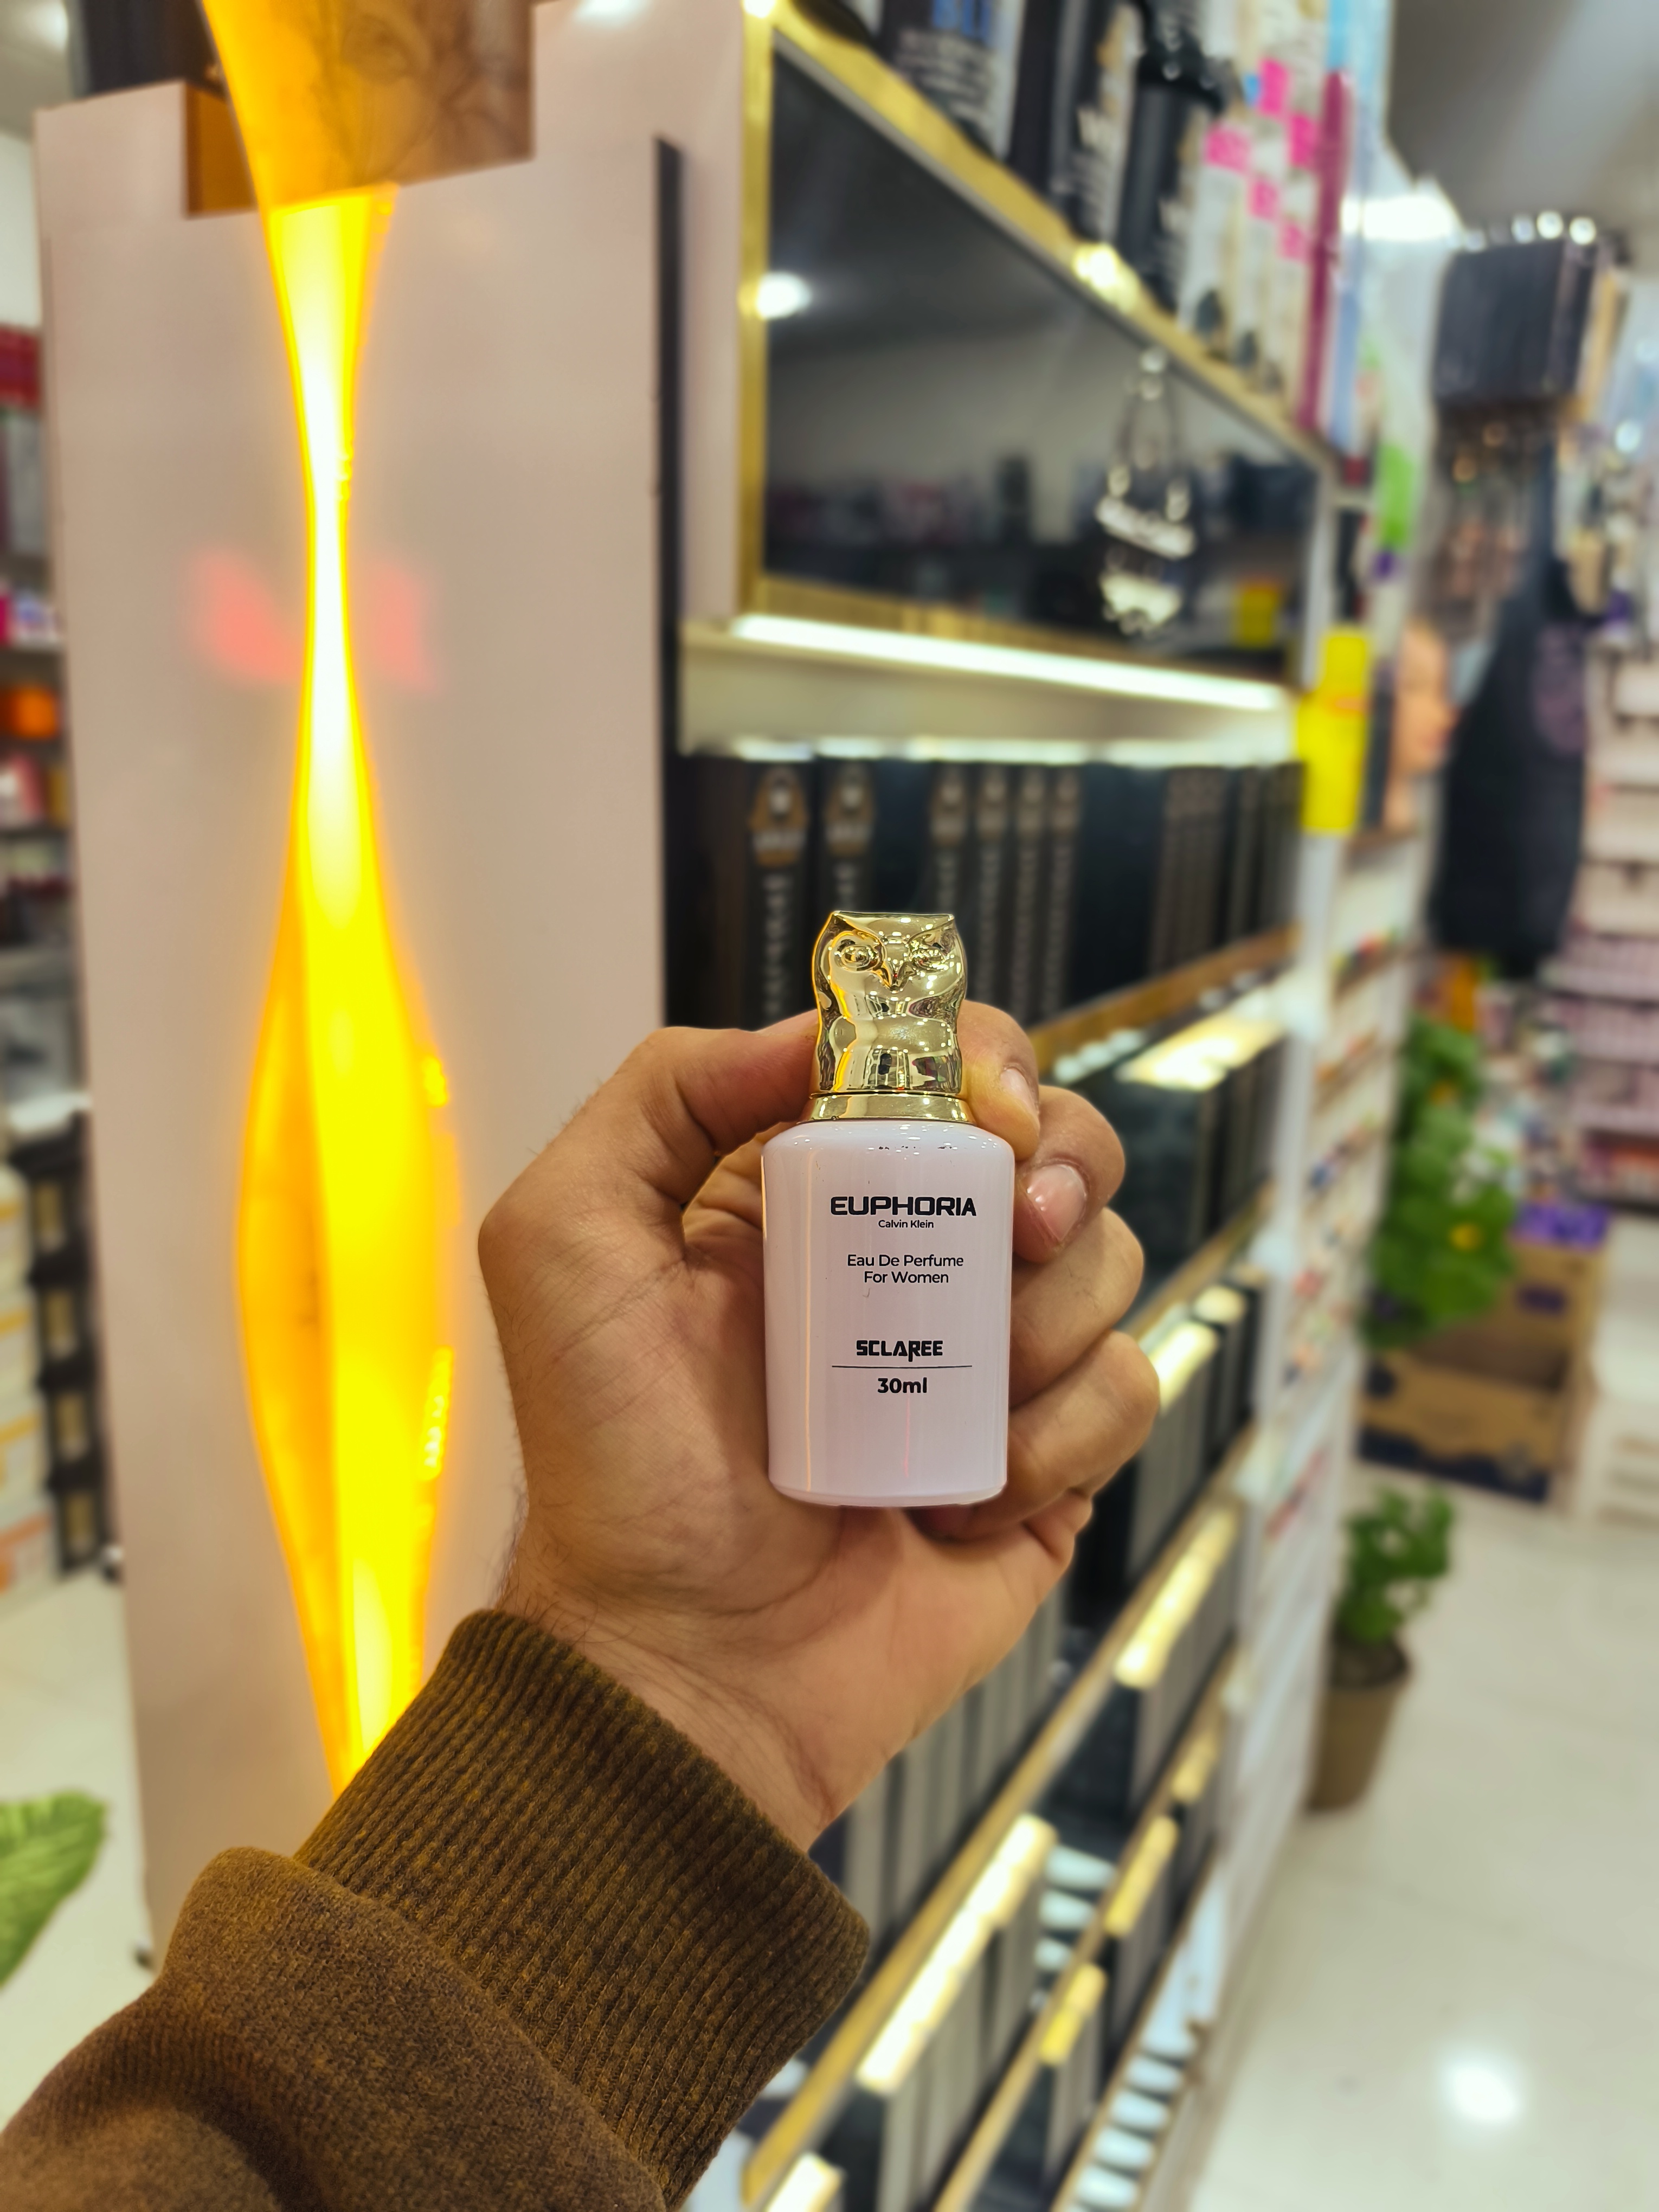 EUPHORIA
Calvin Klein
Eau De Perfume
For Women
SCLAREE
30ml